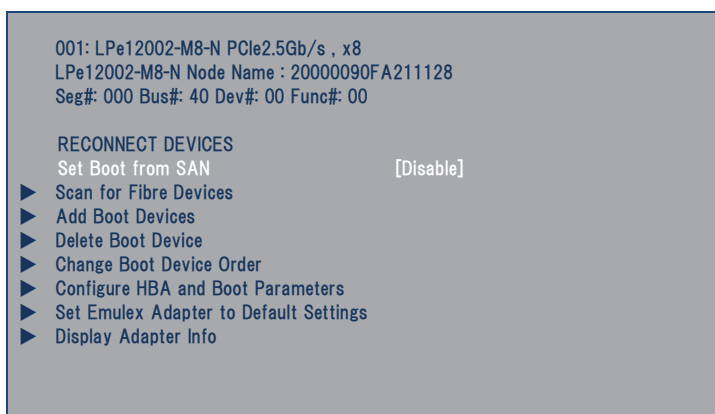 001: LPe12002-M8-N PCIe2.5Gb/s , x8
LPe12002-M8-N Node Name : 20000090FA211128
Seg#: 000 Bus#: 40 Dev#: 00 Func#: 00
RECONNECT DEVICES
Set Boot from SAN [Disable]
Scan for Fibre Devices
Add Boot Devices
Delete Boot Device
Change Boot Device Order
Configure HBA and Boot Parameters
Set Emulex Adapter to Default Settings
Display Adapter Info